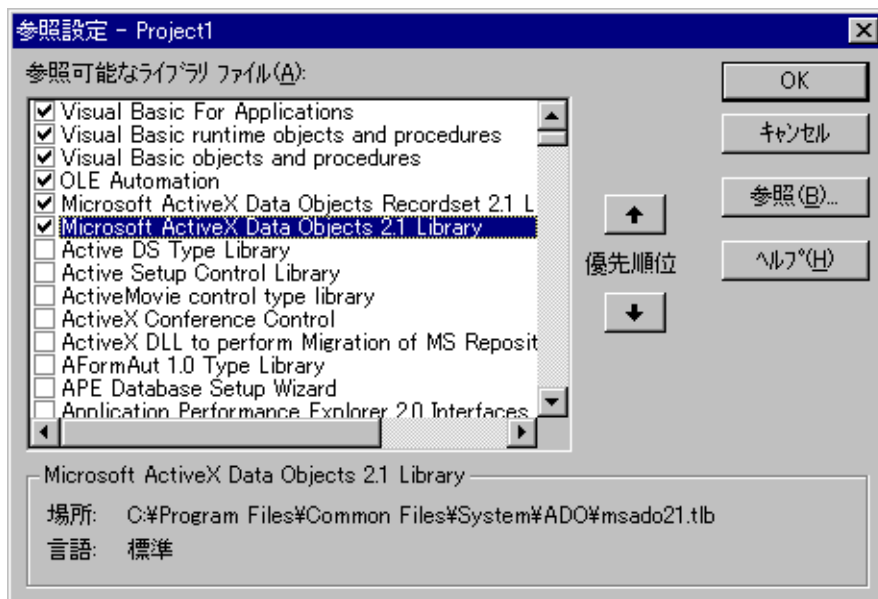 参照設定 - Project1
参照可能なﾗｲﾌﾞﾗﾘ ﾌｧｲﾙ(A):
Visual Basic For Applications
Visual Basic runtime objects and procedures
Visual Basic objects and procedures
OLE Automation
Microsoft ActiveX Data Objects Recordset 2.1 L
Microsoft ActiveX Data Objects 2.1 Library
Active DS Type Library
Active Setup Control Library
ActiveMovie control type library
ActiveX Conference Control
ActiveX DLL to perform Migration of MS Reposit
AFormAut 1.0 Type Library
APE Database Setup Wizard
Application Performance Explorer 2.0 Interfaces
優先順位
OK
ｷｬﾝｾﾙ
参照(B)...
ﾍﾙﾌﾟ(H)
Microsoft ActiveX Data Objects 2.1 Library
場所: C:¥Program Files¥Common Files¥System¥ADO¥msado21.tlb
言語: 標準